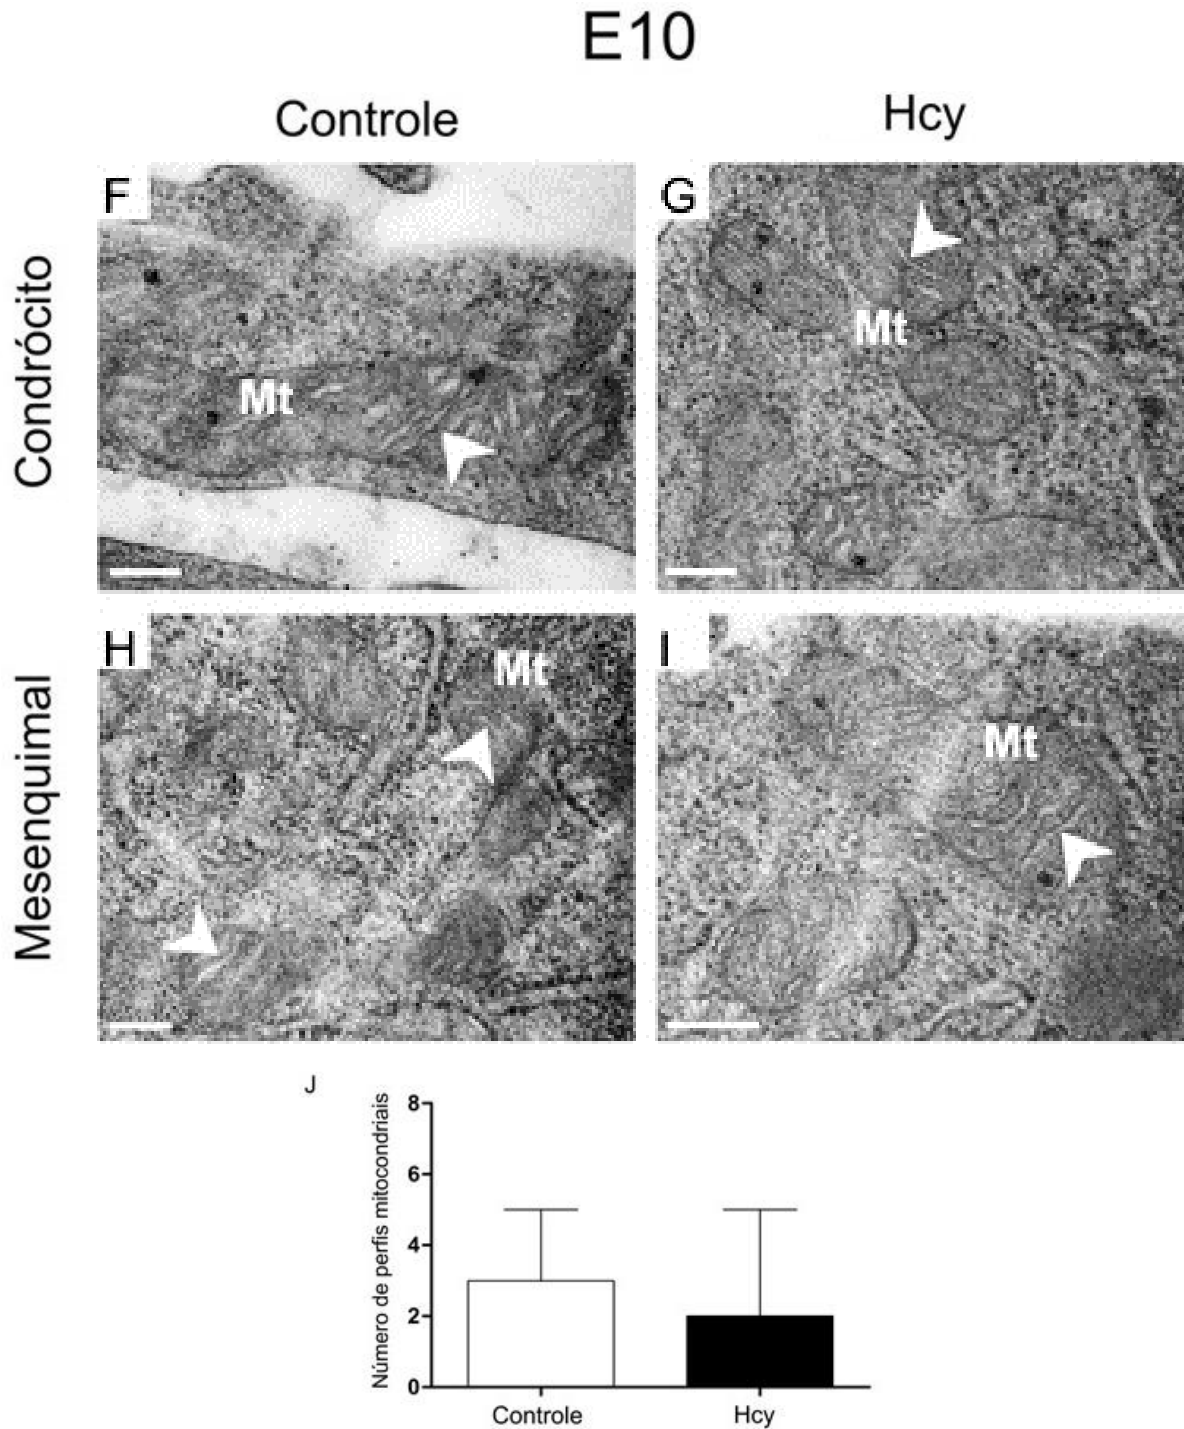 E10
Controle
Hcy
Condrócito
F
Mt
G
Mt
Mesenquimal
H
Mt
I
Mt
J
Número de perfis mitocondriais
8
6
4
2
0
Controle
Hcy